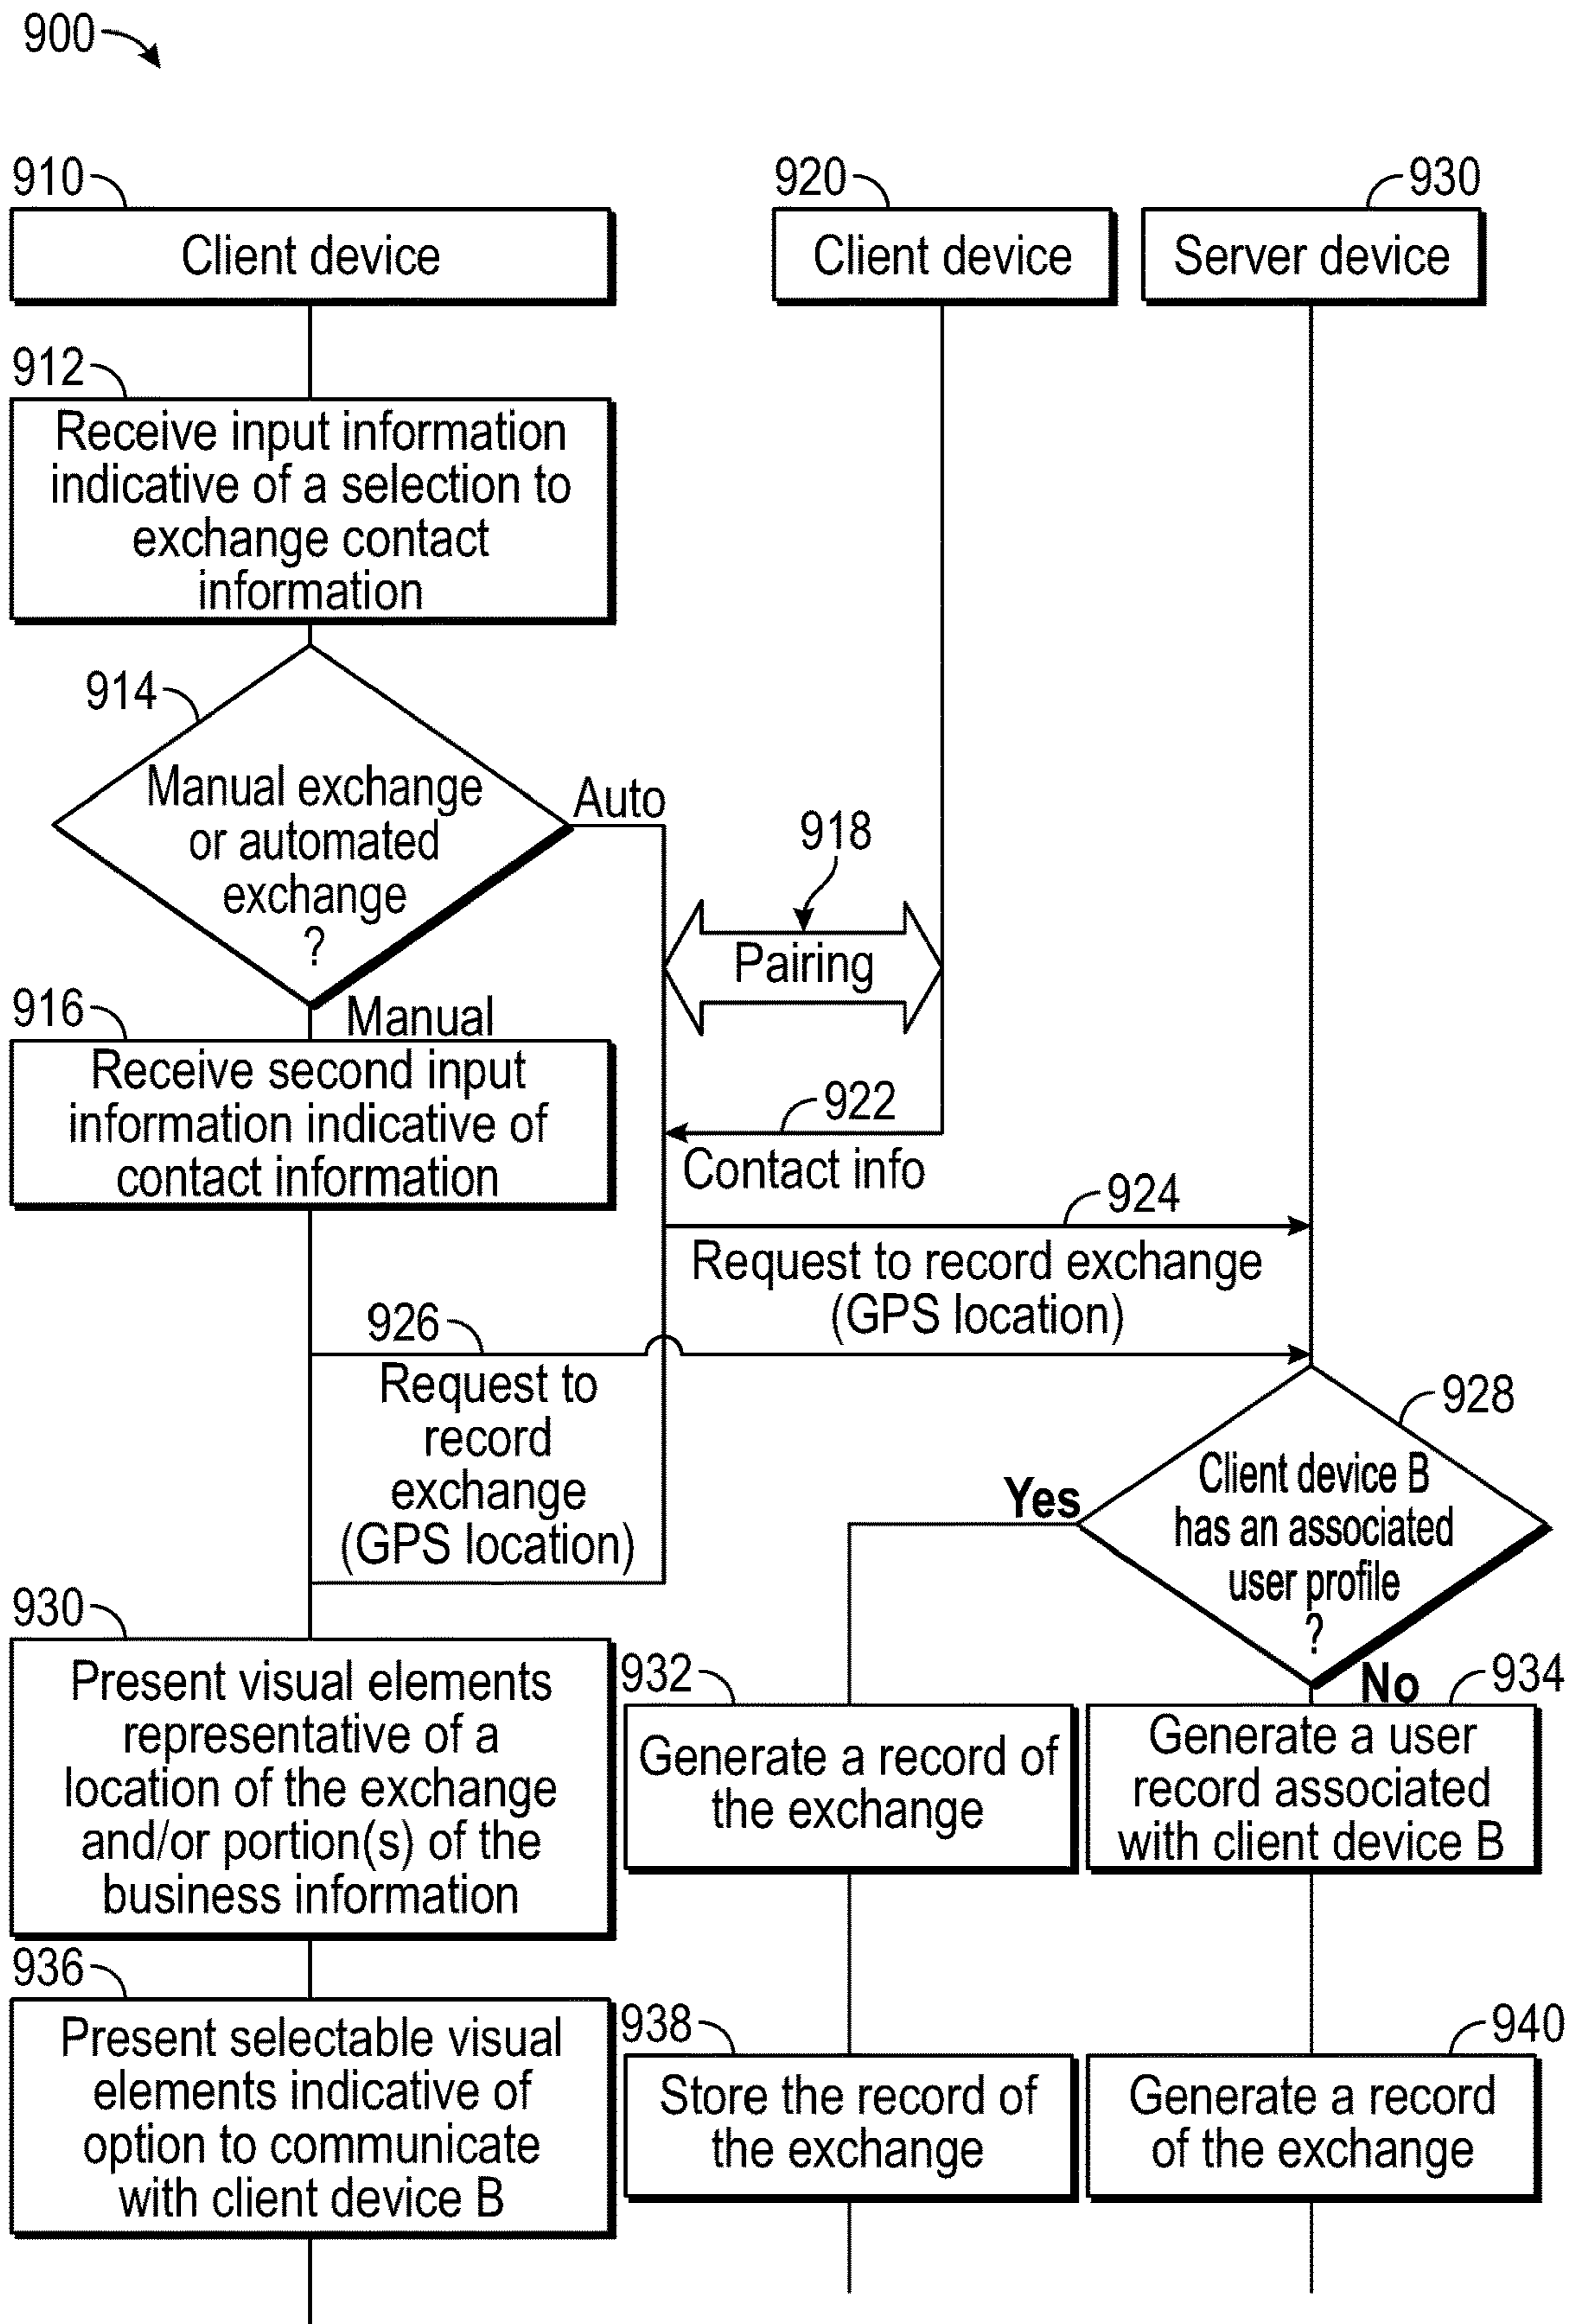 900
910
Client device
920
Client device
930
Server device
912
Receive input information
indicative of a selection to
exchange contact
information
914
Manual exchange
or automated
exchange
?
Auto
Manual
918
Pairing
916
Receive second input
information indicative of
contact information
922
Contact info
924
Request to record exchange
(GPS location)
926
Request to
record
exchange
(GPS location)
928
Client device B
has an associated
user profile
?
Yes
No
930
Present visual elements
representative of a
location of the exchange
and/or portion(s) of the
business information
932
Generate a record of
the exchange
934
Generate a user
record associated
with client device B
936
Present selectable visual
elements indicative of
option to communicate
with client device B
938
Store the record of
the exchange
940
Generate a record
of the exchange